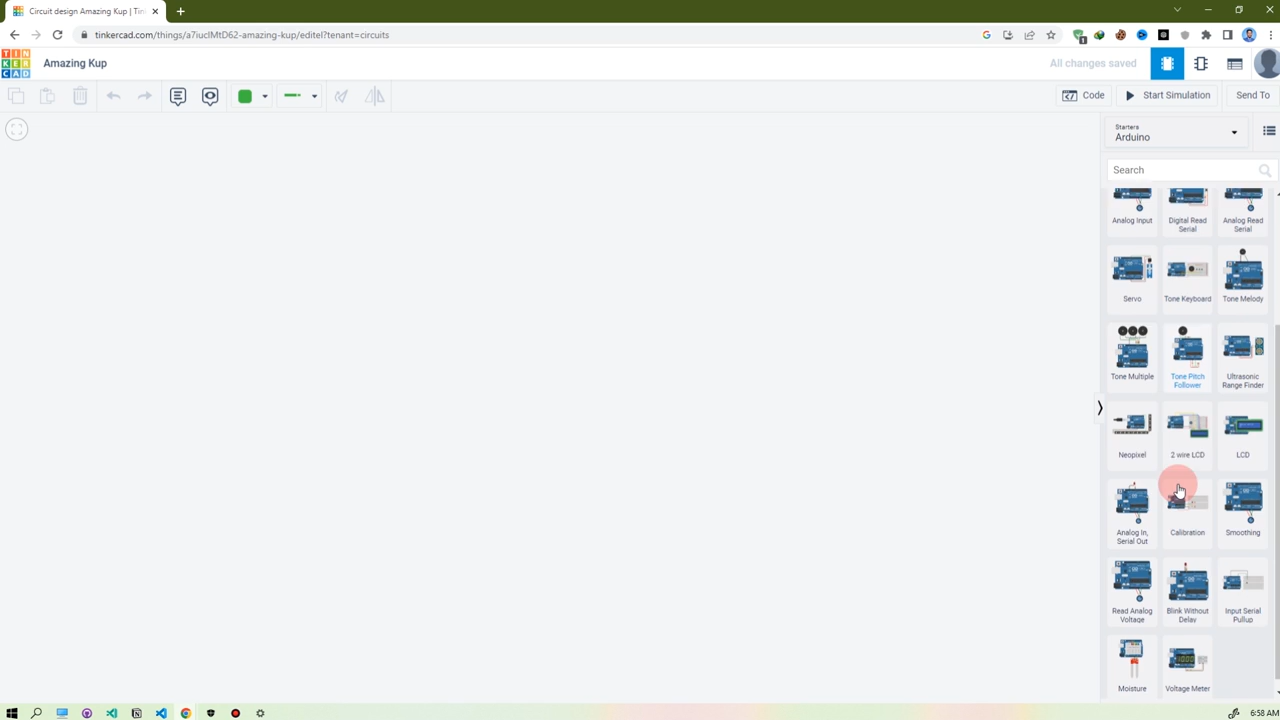 Circuit design Amazing Kup | Tin
tinkercad.com/things/a7iucIMtD62-amazing-kup/editel?tenant=circuits
1
TIN
KER
CAD
Amazing Kup
All changes saved
Code
Start Simulation
Send To
Starters
Arduino
Search
Analog Input
Digital Read
Serial
Analog Read
Serial
Servo
Tone Keyboard
Tone Melody
Tone Multiple
Tone Pitch
Follower
Ultrasonic
Range Finder
Neopixel
2 wire LCD
LCD
Analog In,
Serial Out
Calibration
Smoothing
Read Analog
Voltage
Blink Without
Delay
Input Serial
Pullup
Moisture
Voltage Meter
6:58 AM